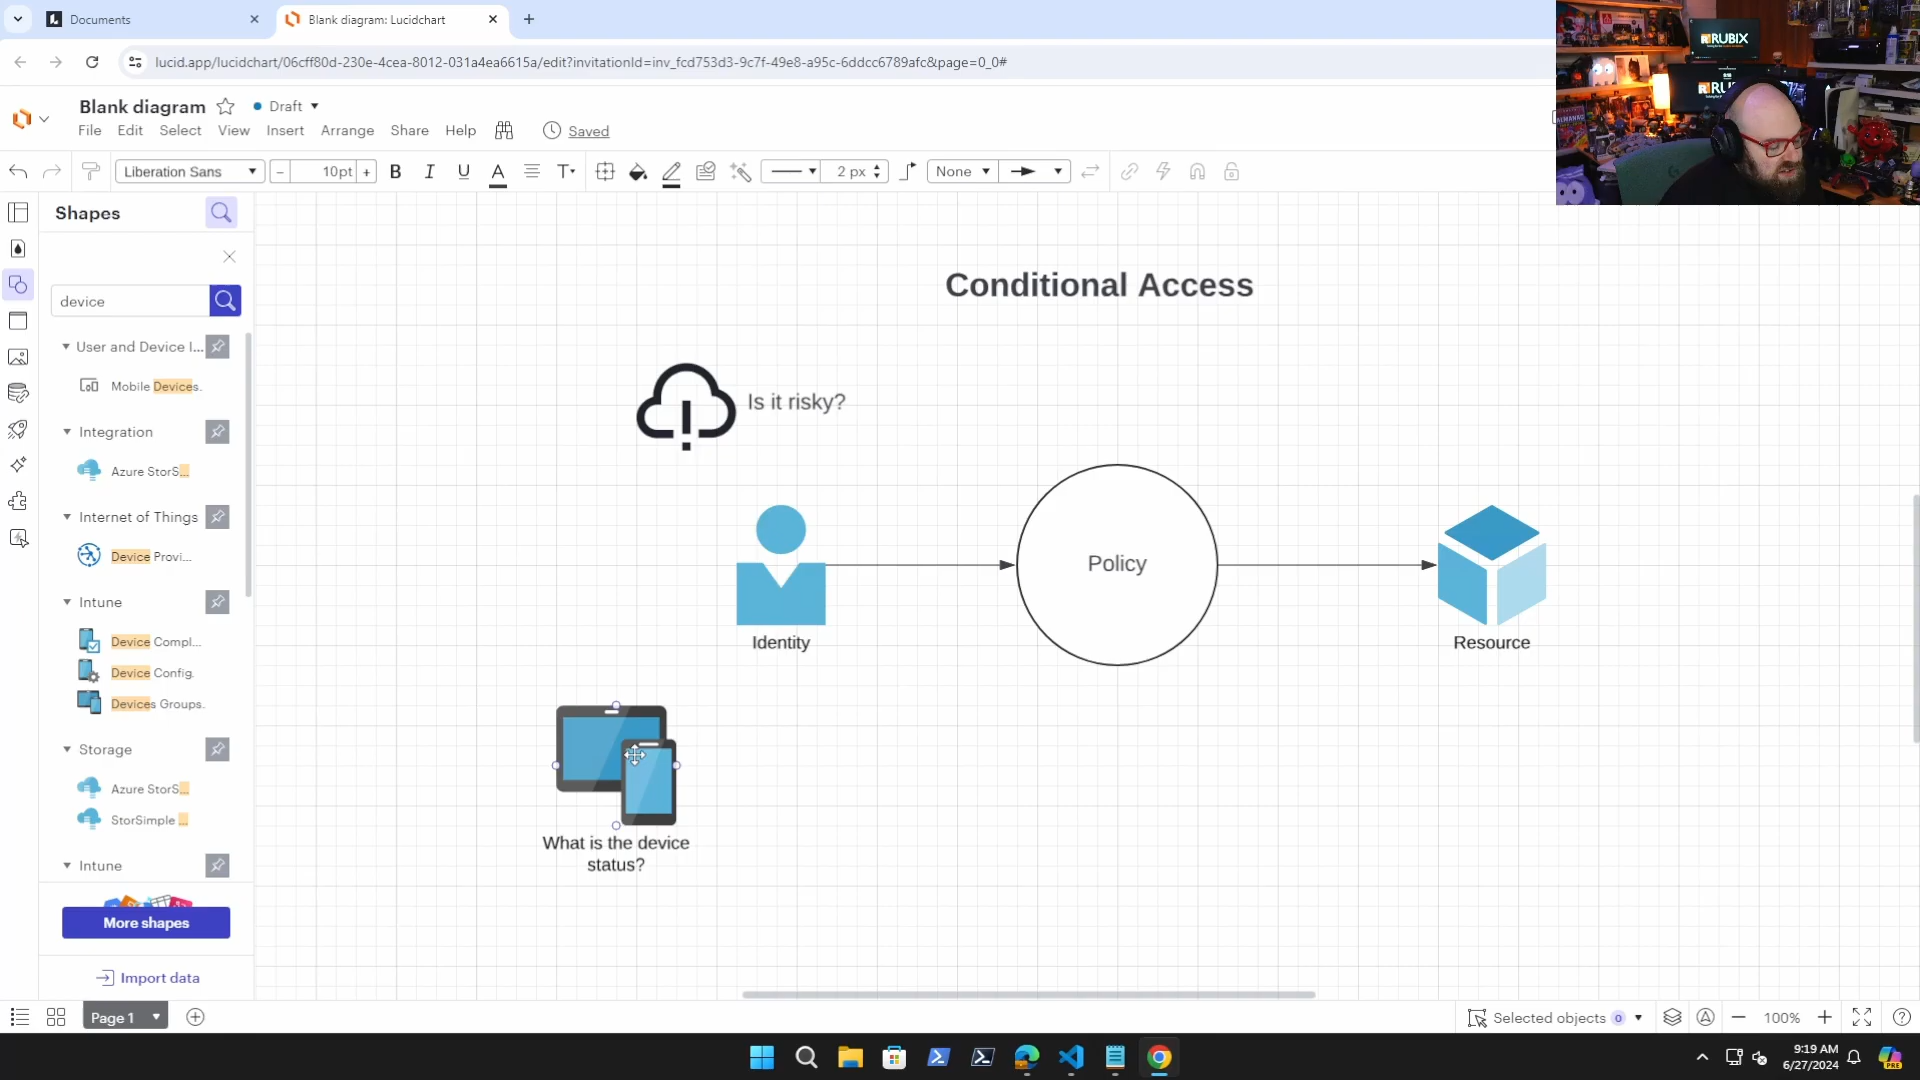 Documents
Blank diagram: Lucidchart
lucid.app/lucidchart/06cff80d-230e-4cea-8012-031a4ea6615a/edit?invitationId=inv_fcd753d3-9c7f-49e8-a95c-6ddcc6789afc&page=0_0#
RUBIX
Blank diagram
Draft
File Edit Select View Insert Arrange Share Help
Saved
Liberation Sans
10pt
2 px
None
Shapes
device
User and Device I...
Mobile Devices.
Integration
Azure StorS...
Internet of Things
Device Provi...
Intune
Device Compl...
Device Config.
Devices Groups.
Storage
Azure StorS...
StorSimple ...
Intune
More shapes
Import data
Conditional Access
Is it risky?
Identity
Policy
Resource
What is the device
status?
Page 1
Selected objects 0
100%
9:19 AM
6/27/2024
PRE